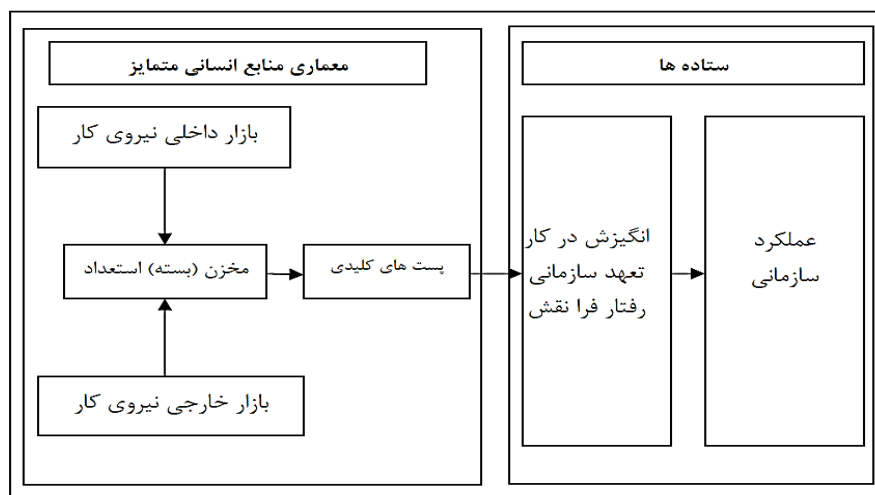 معماری منابع انسانی متمایز
ستاده ها
بازار داخلی نیروی کار
مخزن (بسته) استعداد
پست های کلیدی
بازار خارجی نیروی کار
انگیزش در کار
تعهد سازمانی
رفتار فرا نقش
عملکرد
سازمانی